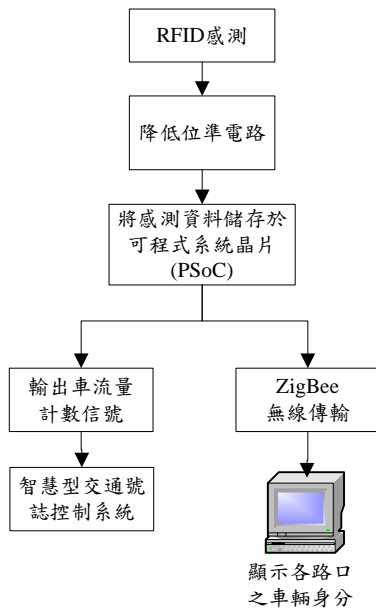 RFID感測
降低位準電路
將感測資料儲存於
可程式系統晶片
(PSoC)
輸出車流量
計數信號
ZigBee
無線傳輸
智慧型交通號
誌控制系統
顯示各路口
之車輛身分